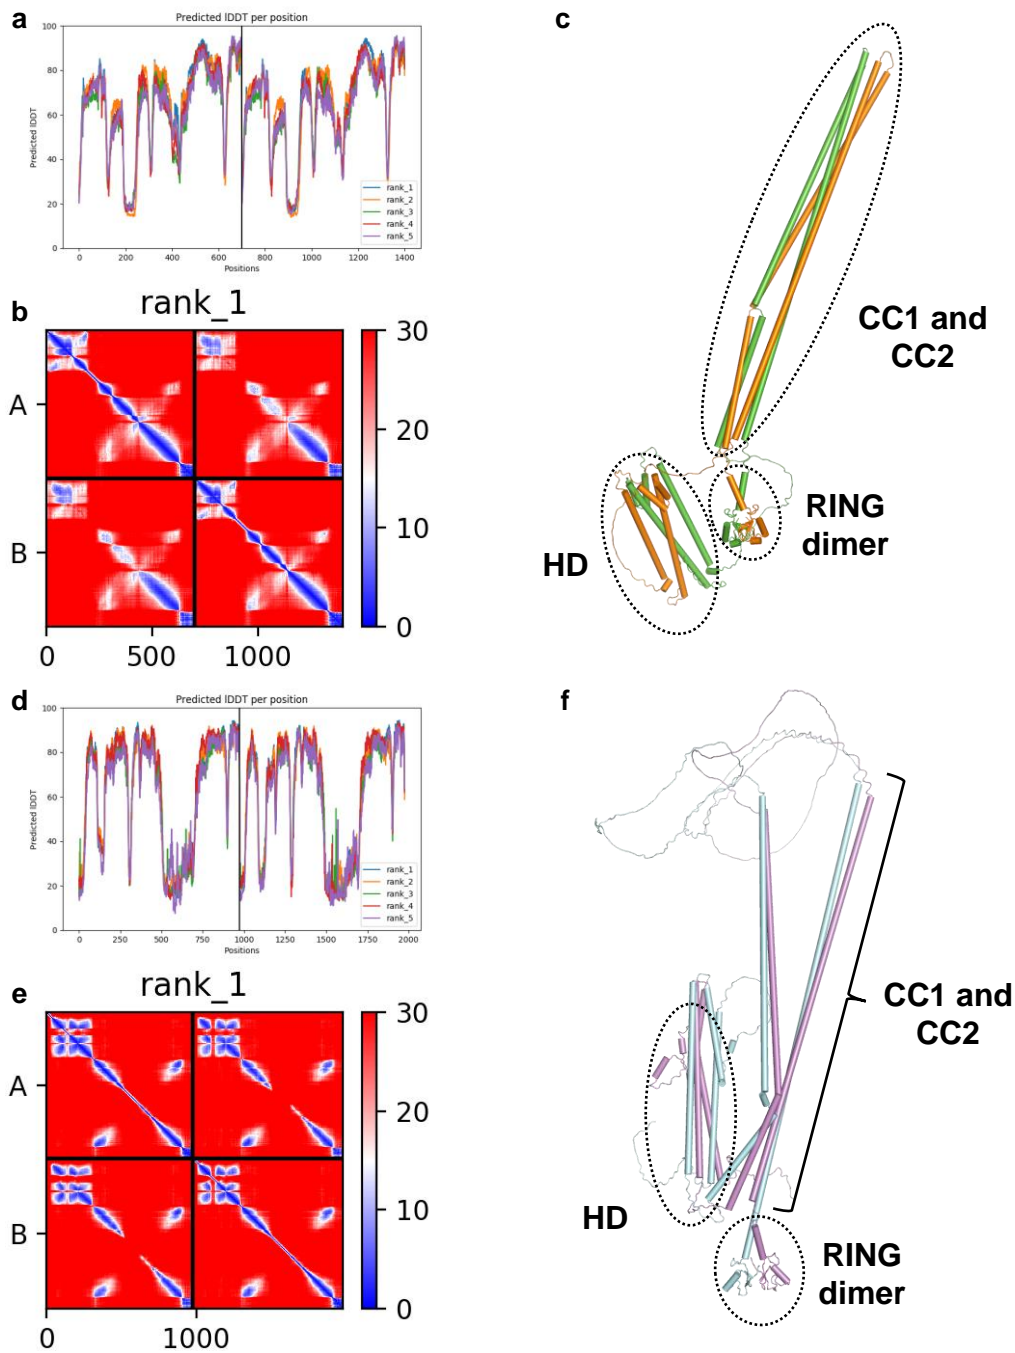 a
Predicted lDDT per position
100
80
60
40
20
0
Predicted lDDT
0 200 400 600 800 1000 1200 1400
Positions
rank_1
rank_2
rank_3
rank_4
rank_5
b
rank_1
A
B
0 500 1000
30
20
10
0
c
CC1 and
CC2
RING
dimer
HD
d
Predicted lDDT per position
100
80
60
40
20
0
Predicted lDDT
0 250 500 750 1000 1250 1500 1750 2000
Positions
rank_1
rank_2
rank_3
rank_4
rank_5
e
rank_1
A
B
0 1000
30
20
10
0
f
CC1 and
CC2
HD
RING
dimer